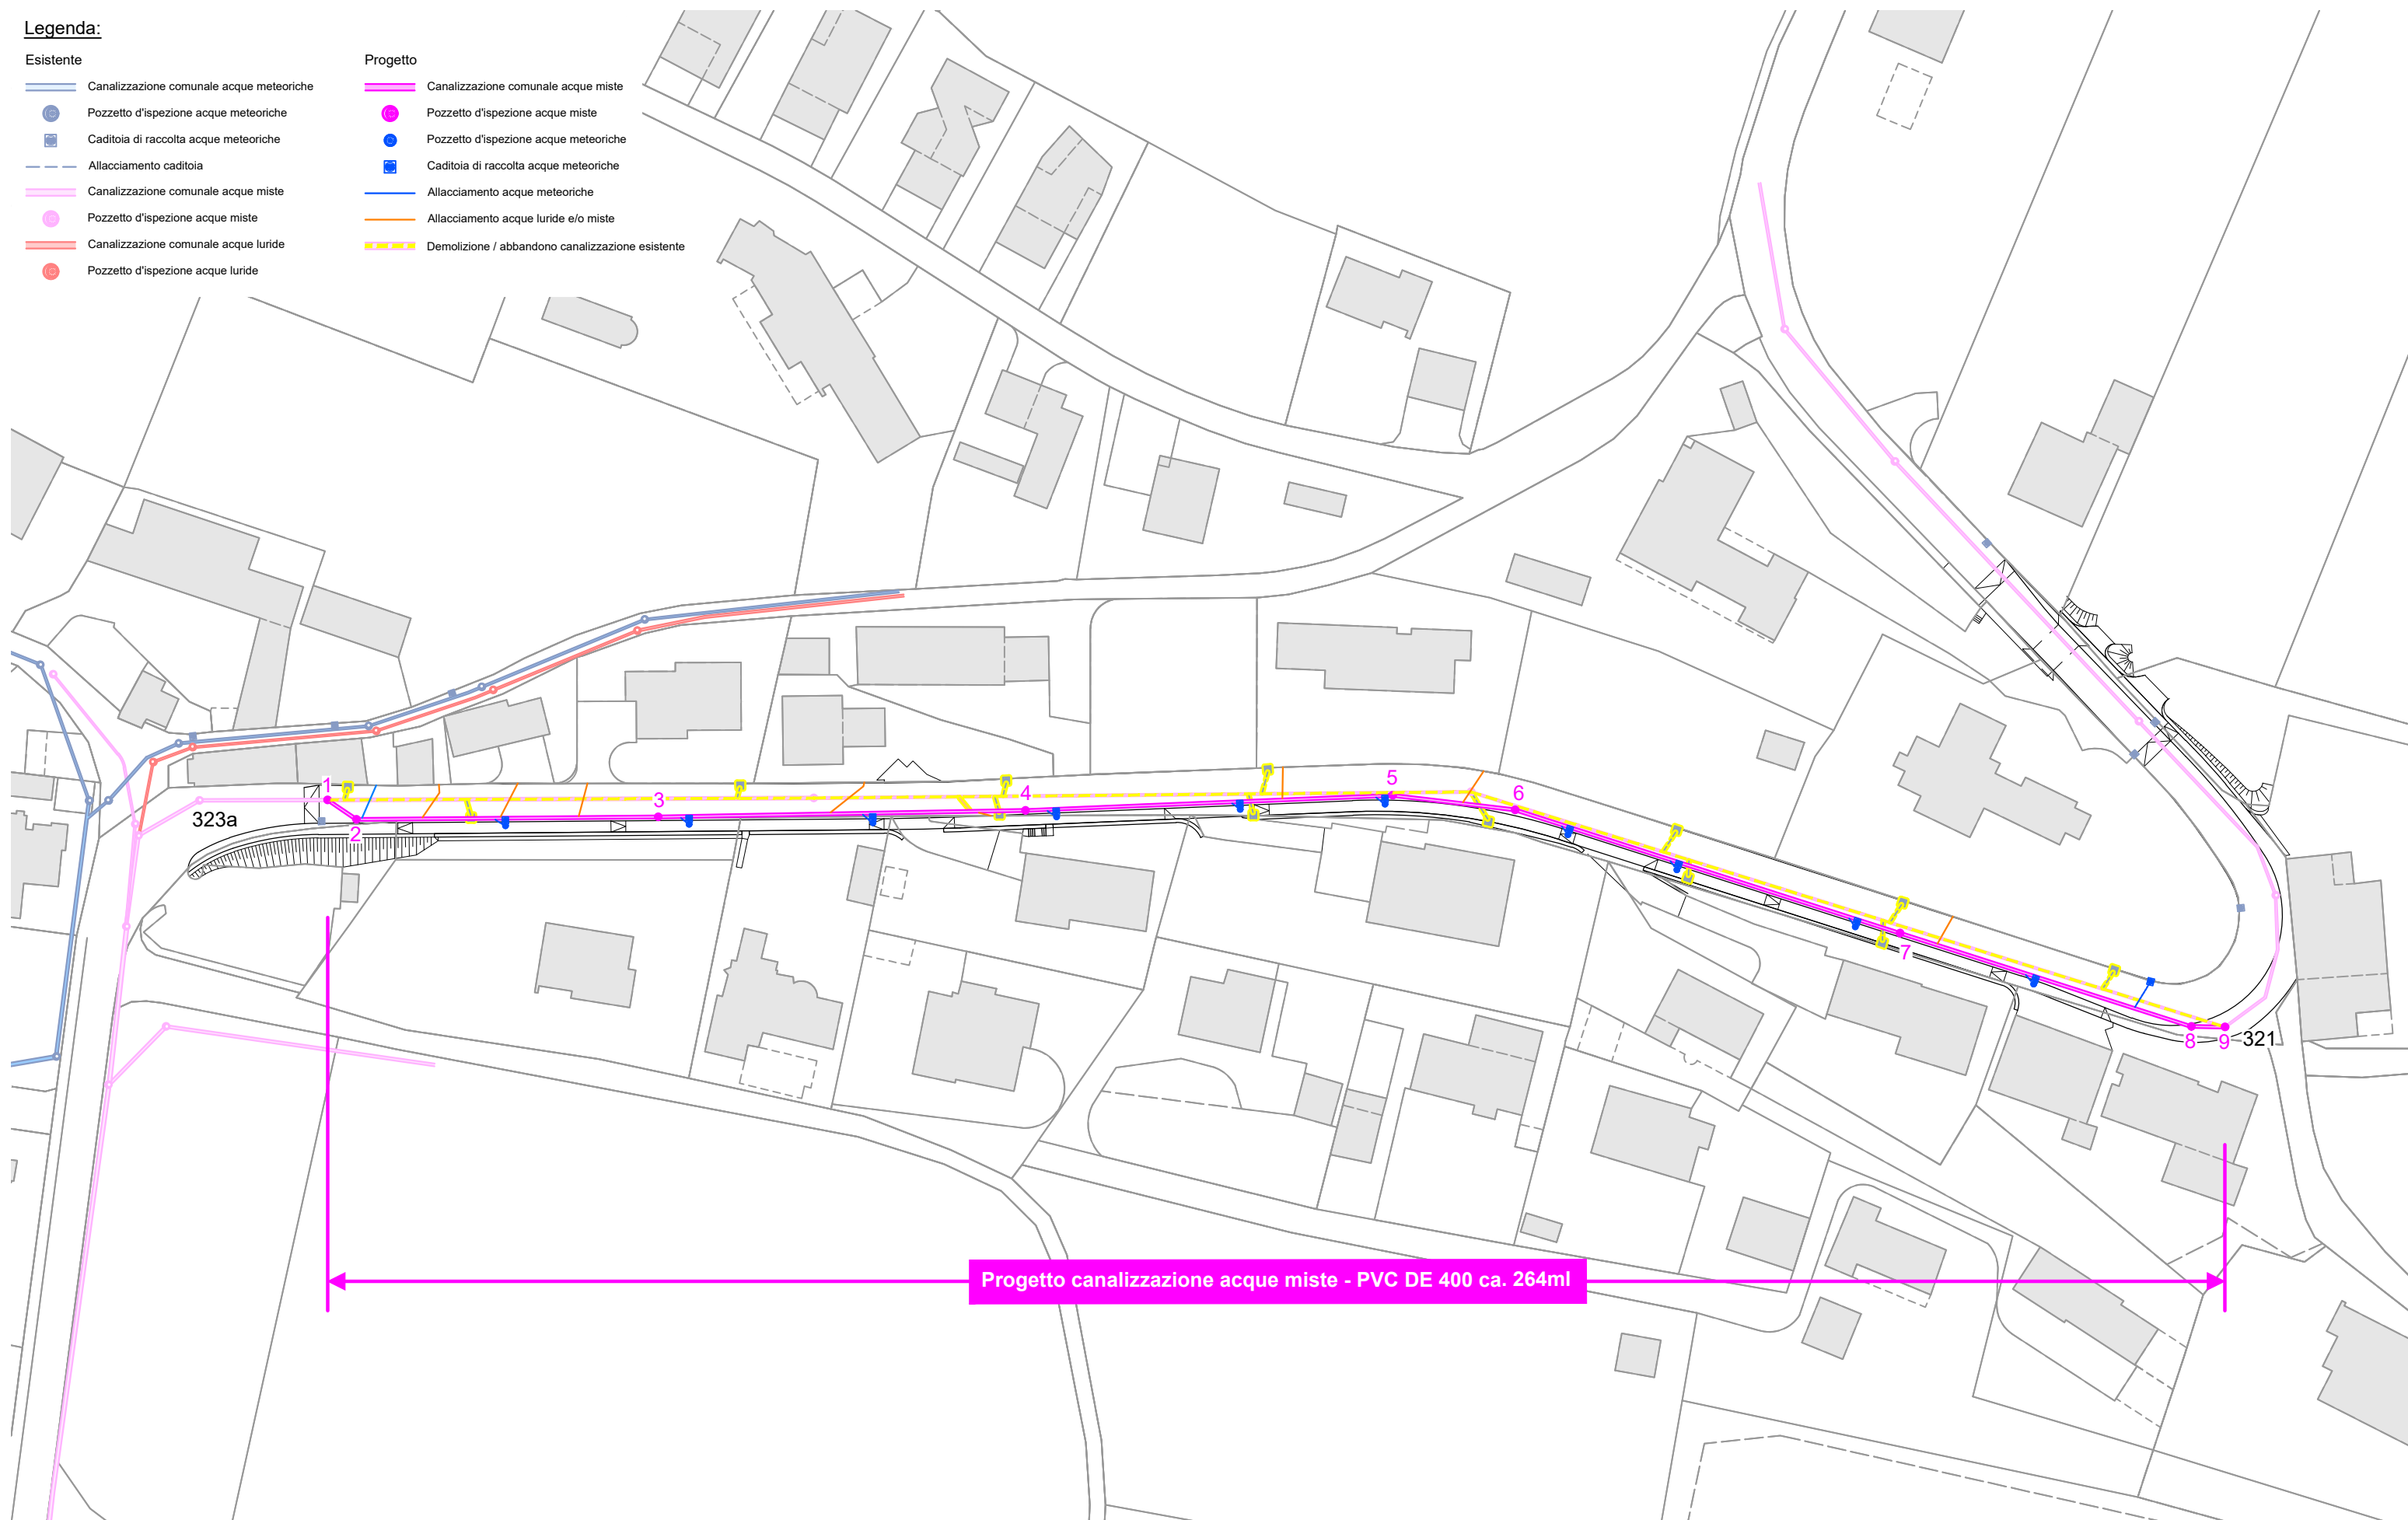 Legenda:
Esistente
Canalizzazione comunale acque meteoriche
Pozzetto d'ispezione acque meteoriche
Caditoia di raccolta acque meteoriche
Allacciamento caditoia
Canalizzazione comunale acque miste
Pozzetto d'ispezione acque miste
Canalizzazione comunale acque luride
Pozzetto d'ispezione acque luride
Progetto
Canalizzazione comunale acque miste
Pozzetto d'ispezione acque miste
Pozzetto d'ispezione acque meteoriche
Caditoia di raccolta acque meteoriche
Allacciamento acque meteoriche
Allacciamento acque luride e/o miste
Demolizione / abbandono canalizzazione esistente
323a
1
2
3
4
5
6
7
8
9
321
Progetto canalizzazione acque miste - PVC DE 400 ca. 264ml